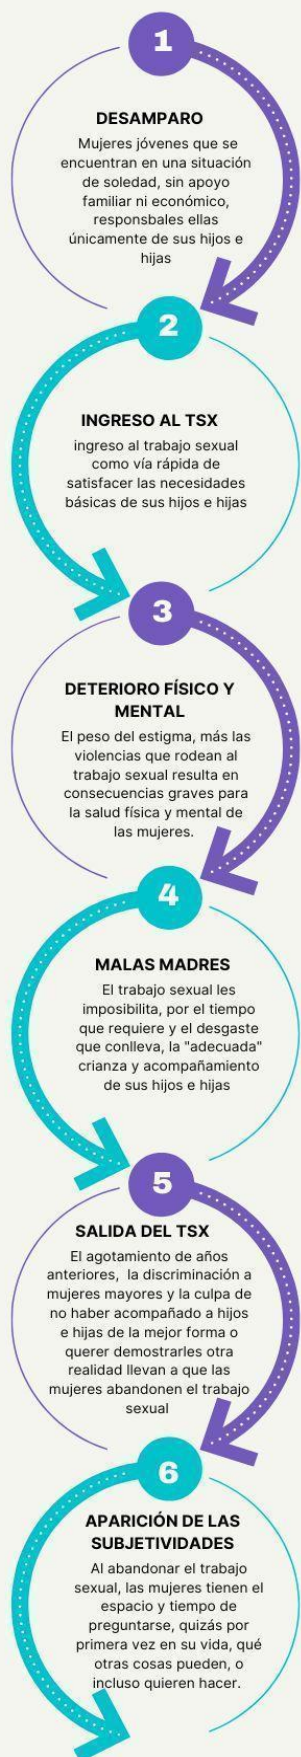 1
DESAMPARO
Mujeres jóvenes que se
encuentran en una situación
de soledad, sin apoyo
familiar ni económico,
responsbales ellas
únicamente de sus hijos e
hijas
2
INGRESO AL TSX
ingreso al trabajo sexual
como vía rápida de
satisfacer las necesidades
básicas de sus hijos e hijas
3
DETERIORO FÍSICO Y
MENTAL
El peso del estigma, más las
violencias que rodean al
trabajo sexual resulta en
consecuencias graves para
la salud física y mental de
las mujeres.
4
MALAS MADRES
El trabajo sexual les
imposibilita, por el tiempo
que requiere y el desgaste
que conlleva, la "adecuada"
crianza y acompañamiento
de sus hijos e hijas
5
SALIDA DEL TSX
El agotamiento de años
anteriores, la discriminación a
mujeres mayores y la culpa de
no haber acompañado a hijos
e hijas de la mejor forma o
querer demostrarles otra
realidad llevan a que las
mujeres abandonen el trabajo
sexual
6
APARICIÓN DE LAS
SUBJETIVIDADES
Al abandonar el trabajo
sexual, las mujeres tienen el
espacio y tiempo de
preguntarse, quizás por
primera vez en su vida, qué
otras cosas pueden, o
incluso quieren hacer.